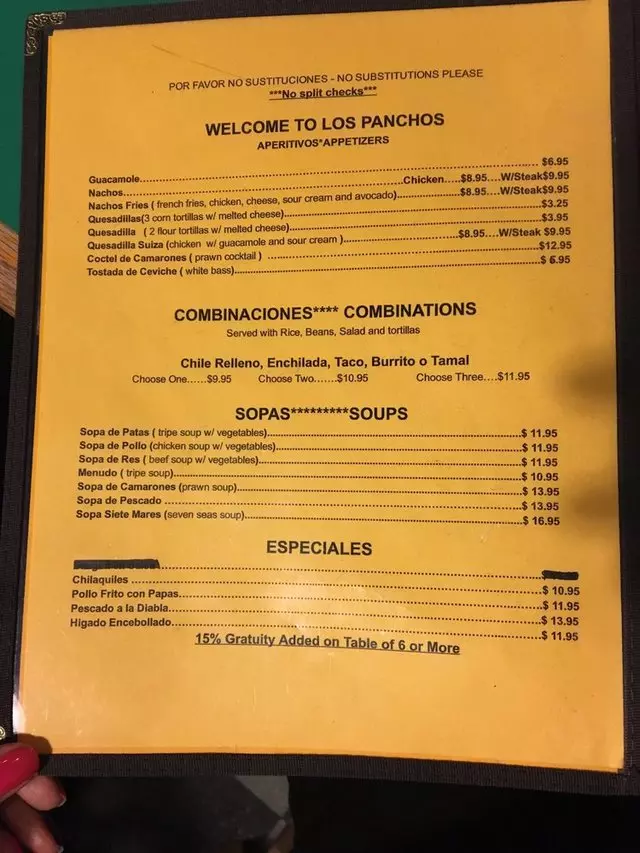 POR FAVOR NO SUSTITUCIONES - NO SUBSTITUTIONS PLEASE
***No split checks***
WELCOME TO LOS PANCHOS
APERITIVOS*APPETIZERS
Guacamole........$6.95
Nachos........Chicken....$8.95....W/Steak$9.95
Nachos Fries ( french fries, chicken, cheese, sour cream and avocado)........$8.95....W/Steak$9.95
Quesadillas(3 corn tortillas w/ melted cheese)........$3.25
Quesadilla ( 2 flour tortillas w/ melted cheese)........$3.95
Quesadilla Suiza (chicken w/ guacamole and sour cream )........$8.95....W/Steak $9.95
Coctel de Camarones ( prawn cocktail ) ........$12.95
Tostada de Ceviche ( white bass)........$ 6.95
COMBINACIONES**** COMBINATIONS
Served with Rice, Beans, Salad and tortillas
Chile Relleno, Enchilada, Taco, Burrito o Tamal
Choose One......$9.95 Choose Two.......$10.95 Choose Three....$11.95
SOPAS*********SOUPS
Sopa de Patas ( tripe soup w/ vegetables)........$ 11.95
Sopa de Pollo (chicken soup w/ vegetables)........$ 11.95
Sopa de Res ( beef soup w/ vegetables)........$ 11.95
Menudo ( tripe soup)........$ 10.95
Sopa de Camarones (prawn soup)........$ 13.95
Sopa de Pescado ........$ 13.95
Sopa Siete Mares (seven seas soup)........$ 16.95
ESPECIALES
Chilaquiles ........$ 10.95
Pollo Frito con Papas........$ 11.95
Pescado a la Diabla........$ 13.95
Higado Encebollado........$ 11.95
15% Gratuity Added on Table of 6 or More